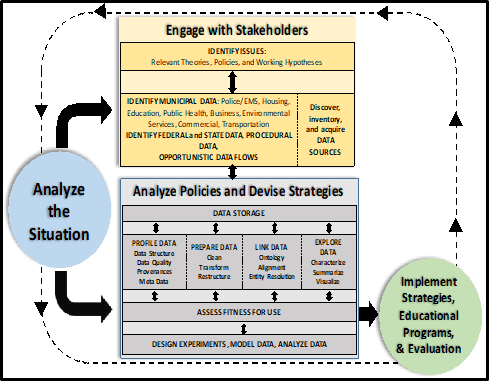 Engage with Stakeholders
IDENTIFY ISSUES:
Relevant Theories, Policies, and Working Hypotheses
IDENTIFY MUNICIPAL DATA: Police/EMS, Housing,
Education, Public Health, Business, Environmental
Services, Commercial, Transportation
IDENTIFY FEDERAL and STATE DATA, PROCEDURAL
DATA,
OPPORTUNISTIC DATA FLOWS
Discover,
inventory,
and acquire
DATA
SOURCES
Analyze
the
Situation
Analyze Policies and Devise Strategies
DATA STORAGE
PROFILE DATA
Data Structure
Data Quality
Provenances
Meta Data
PREPARE DATA
Clean
Transform
Restructure
LINK DATA
Ontology
Alignment
Entity Resolution
EXPLORE
DATA
Characterize
Summarize
Visualize
ASSESS FITNESS FOR USE
DESIGN EXPERIMENTS, MODEL DATA, ANALYZE DATA
Implement
Strategies,
Educational
Programs,
& Evaluation